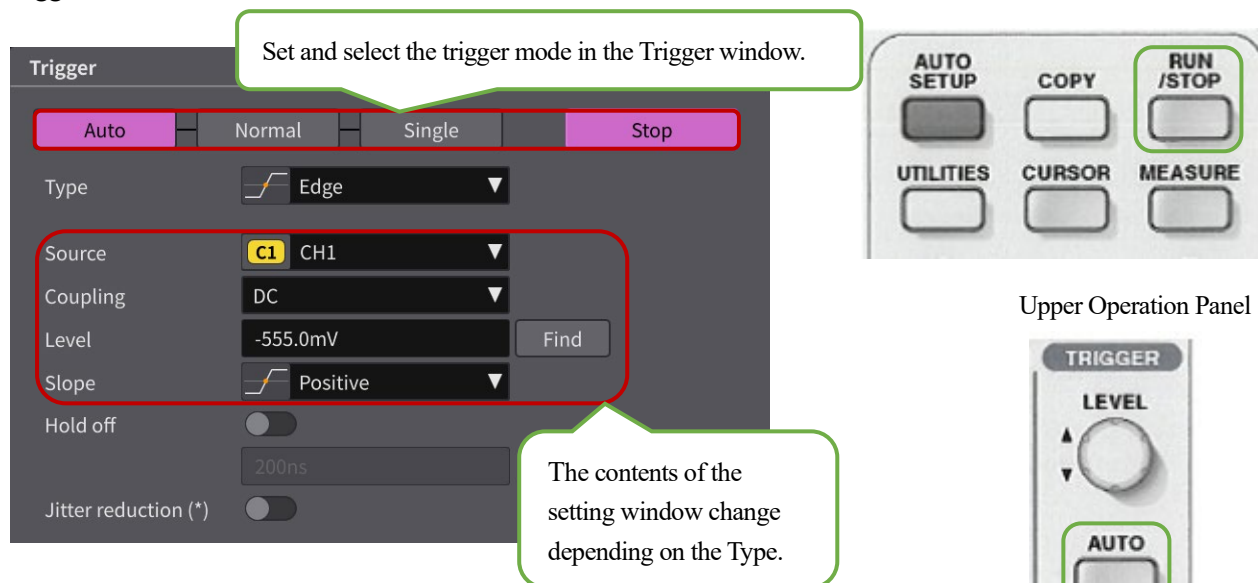 Set and select the trigger mode in the Trigger window.
Trigger
Auto
Normal
Single
Stop
Type
Edge
Source
C1 CH1
Coupling
DC
Level
-555.0mV
Find
Slope
Positive
Hold off
200ns
Jitter reduction (*)
The contents of the
setting window change
depending on the Type.
AUTO
SETUP
COPY
RUN
/STOP
UTILITIES
CURSOR
MEASURE
Upper Operation Panel
TRIGGER
LEVEL
AUTO